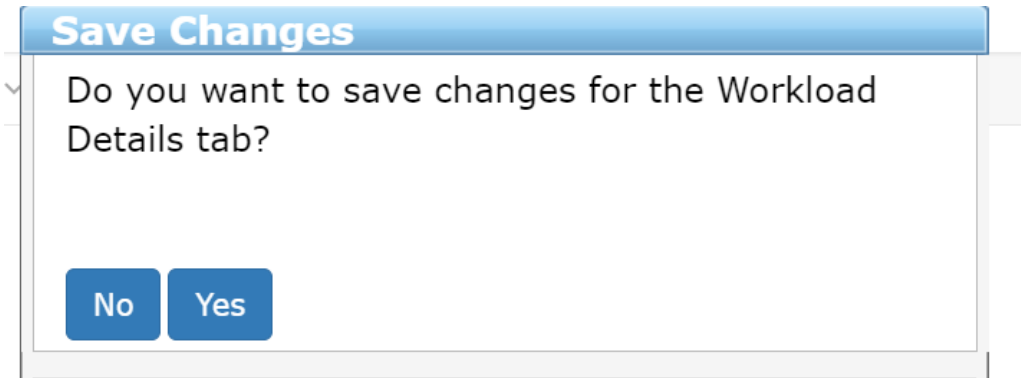 Save Changes
Do you want to save changes for the Workload
Details tab?
No Yes